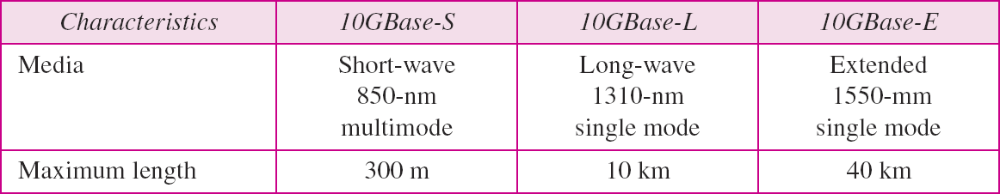 Characteristics 10GBase-S 10GBase-L 10GBase-E
Media Short-wave Long-wave Extended
850-nm 1310-nm 1550-mm
multimode single mode single mode
Maximum length 300 m 10 km 40 km